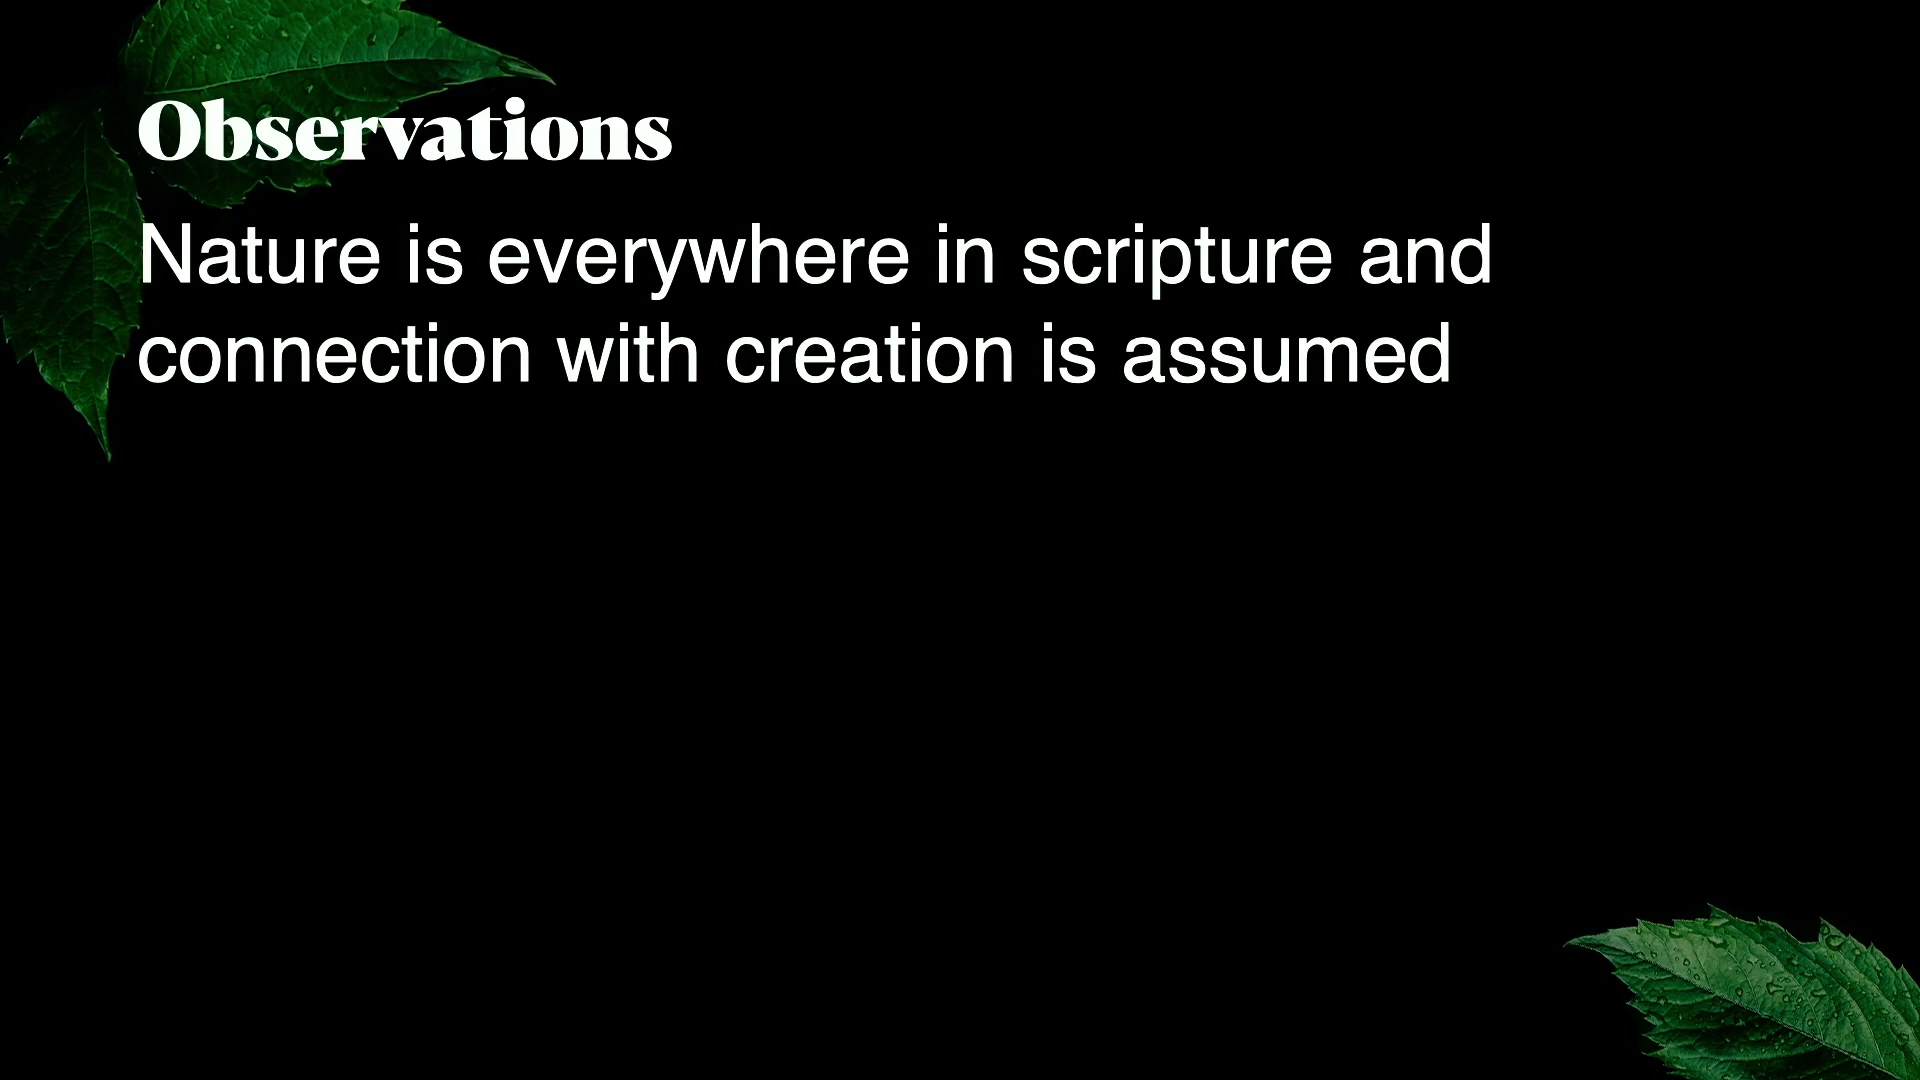 Observations
Nature is everywhere in scripture and
connection with creation is assumed